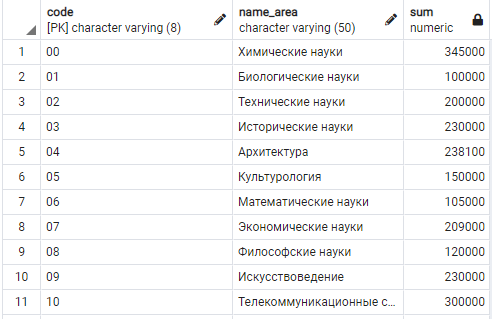 code name_area sum
[PK] character varying (8) character varying (50) numeric
1 00 Химические науки 345000
2 01 Биологические науки 100000
3 02 Технические науки 200000
4 03 Исторические науки 230000
5 04 Архитектура 238100
6 05 Культурология 150000
7 06 Математические науки 105000
8 07 Экономические науки 209000
9 08 Философские науки 120000
10 09 Искусствоведение 230000
11 10 Телекоммуникационные с... 300000